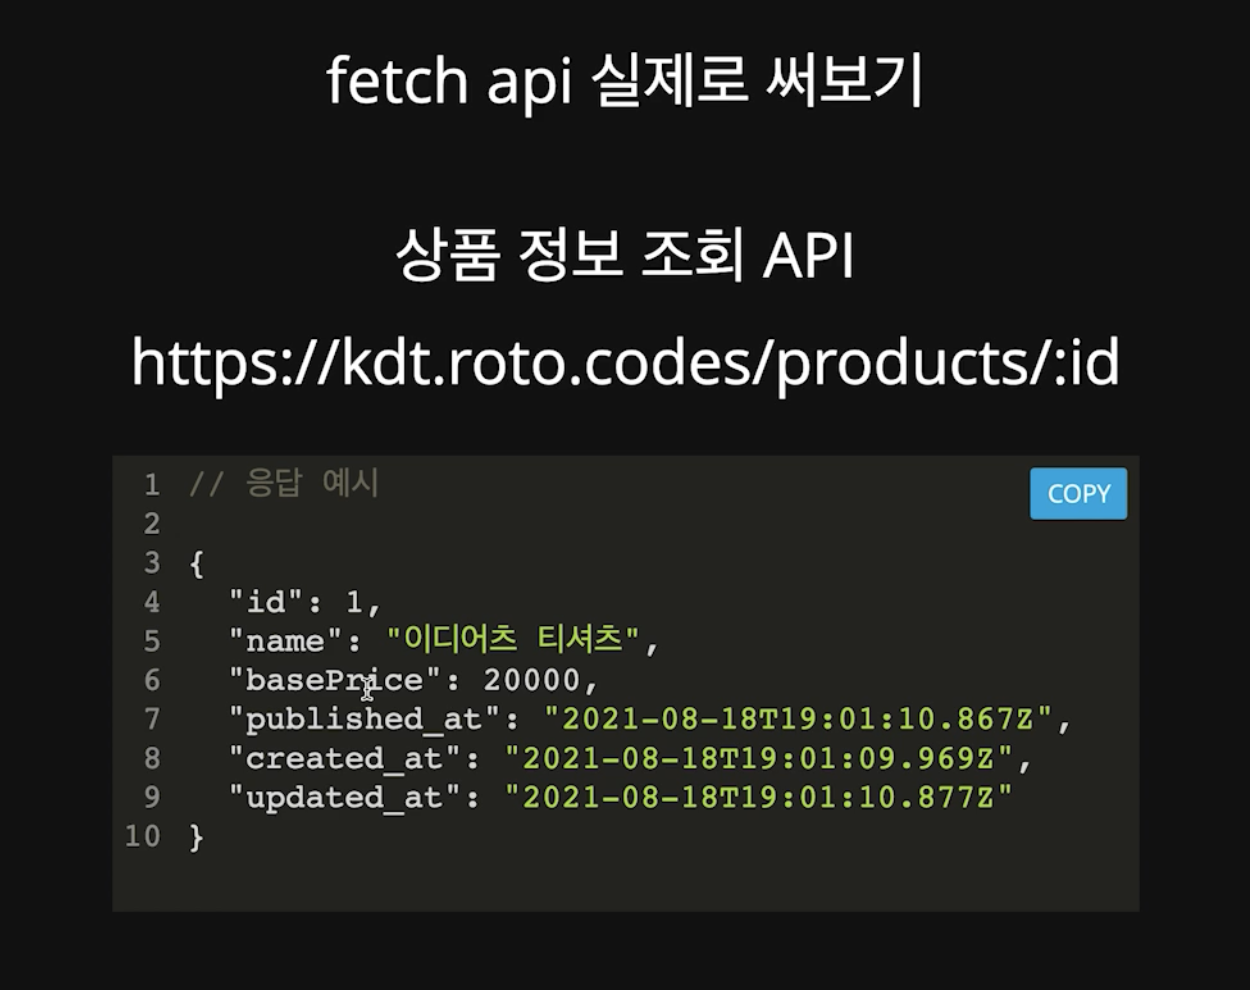 fetch api 실제로 써보기
상품 정보 조회 API
https://kdt.roto.codes/products/:id
COPY
1 // 응답 예시
2
3 {
4   "id": 1,
5   "name": "이디어츠 티셔츠",
6   "basePrice": 20000,
7   "published_at": "2021-08-18T19:01:10.867Z",
8   "created_at": "2021-08-18T19:01:09.969Z",
9   "updated_at": "2021-08-18T19:01:10.877Z"
10 }